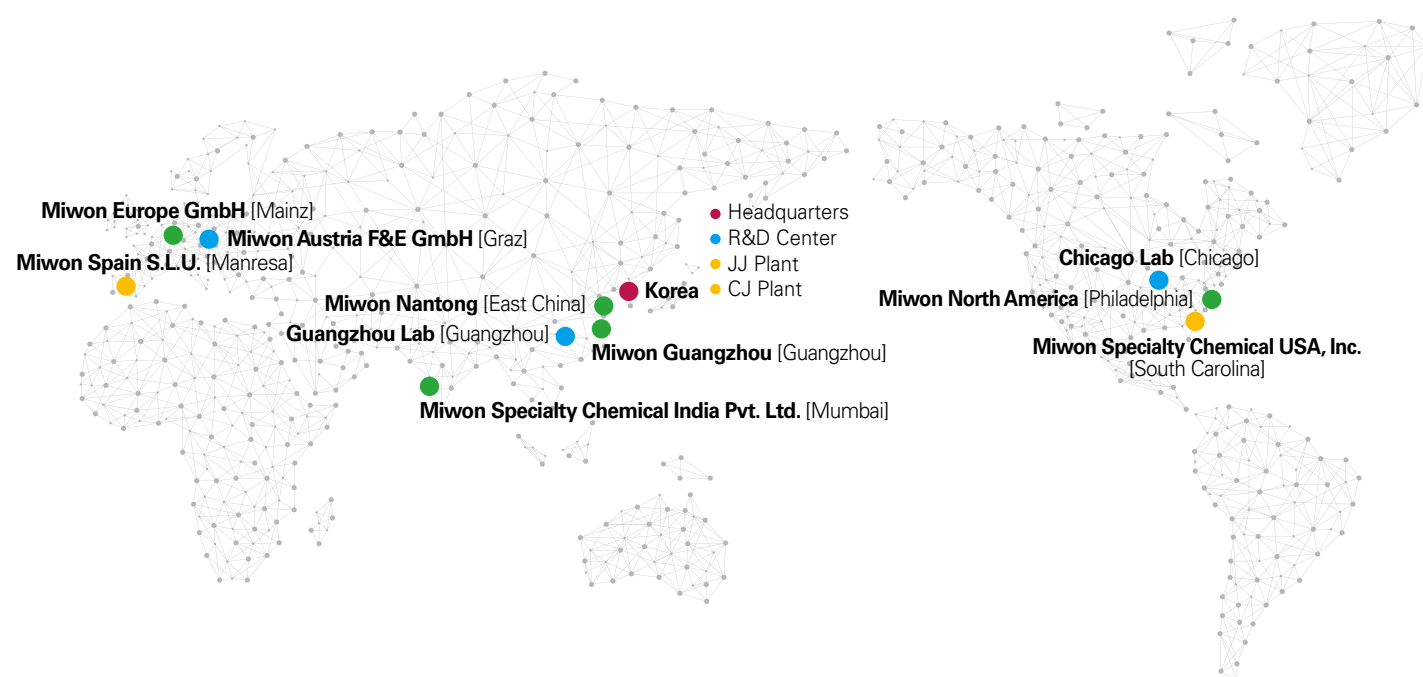 Miwon Europe GmbH [Mainz]
Miwon Austria F&E GmbH [Graz]
Miwon Spain S.L.U. [Manresa]
Miwon Nantong [East China]
Guangzhou Lab [Guangzhou]
Korea
Headquarters
R&D Center
JJ Plant
CJ Plant
Miwon Guangzhou [Guangzhou]
Miwon Specialty Chemical India Pvt. Ltd. [Mumbai]
Chicago Lab [Chicago]
Miwon North America [Philadelphia]
Miwon Specialty Chemical USA, Inc.
[South Carolina]